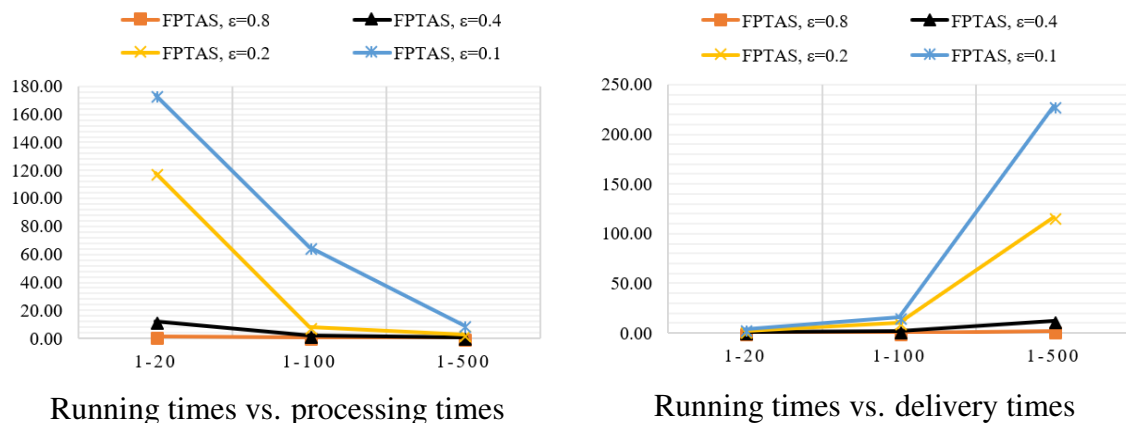 FPTAS, ε=0.8 FPTAS, ε=0.4
FPTAS, ε=0.2 FPTAS, ε=0.1
180.00
160.00
140.00
120.00
100.00
80.00
60.00
40.00
20.00
0.00
1-20 1-100 1-500
Running times vs. processing times
FPTAS, ε=0.8 FPTAS, ε=0.4
FPTAS, ε=0.2 FPTAS, ε=0.1
250.00
200.00
150.00
100.00
50.00
0.00
1-20 1-100 1-500
Running times vs. delivery times